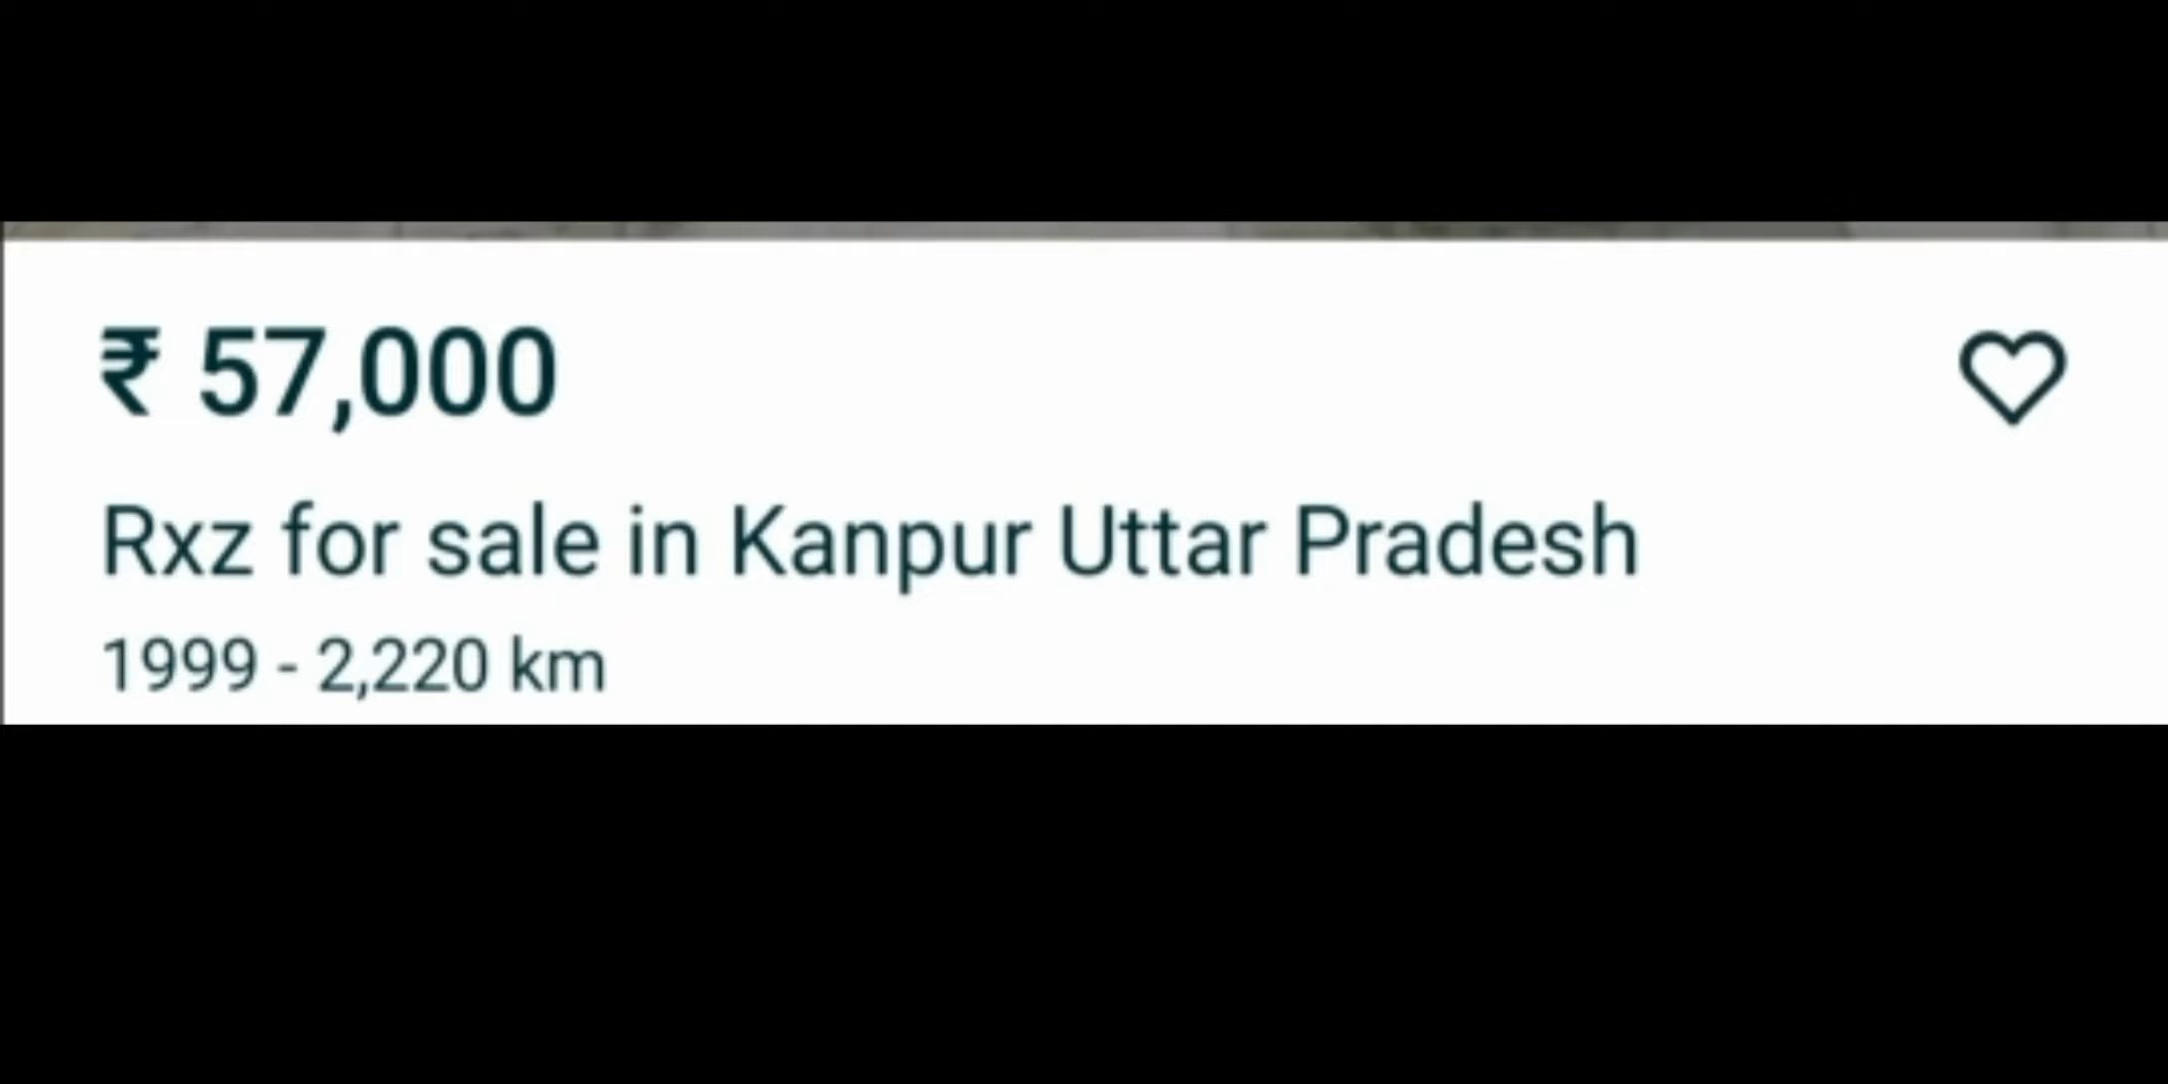 ₹ 57,000
Rxz for sale in Kanpur Uttar Pradesh
1999 - 2,220 km